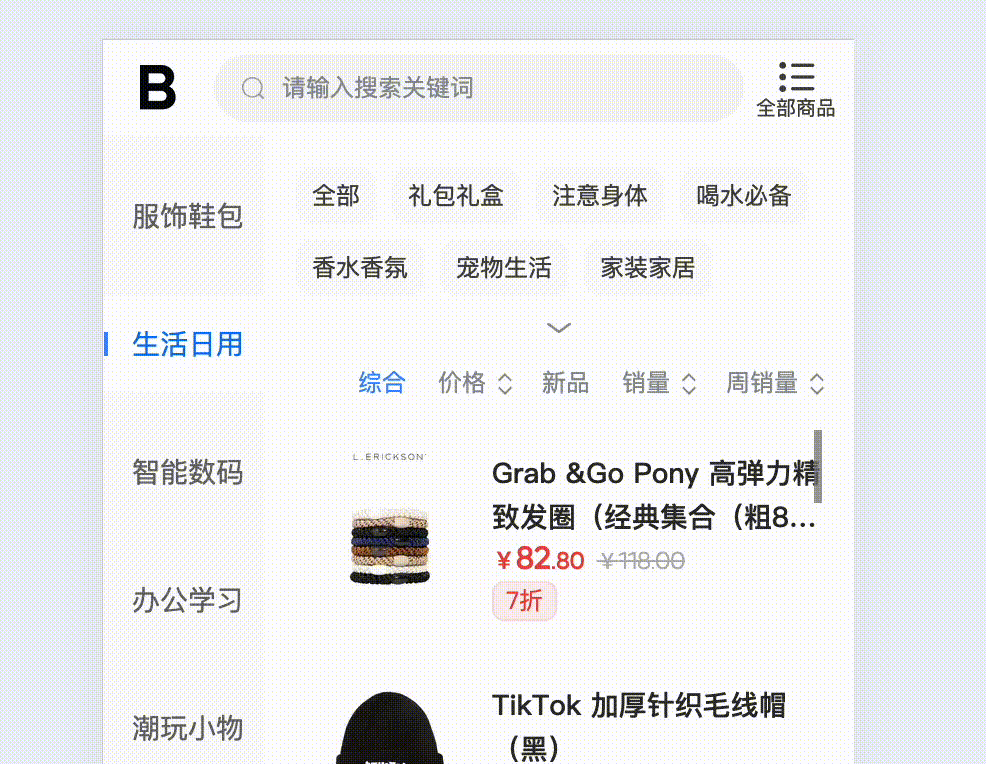 B
请输入搜索关键词
全部商品
服饰鞋包
生活日用
智能数码
办公学习
潮玩小物
全部 礼包礼盒 注意身体 喝水必备
香水香氛 宠物生活 家装家居
综合 价格 新品 销量 周销量
L.ERICKSON
Grab &Go Pony 高弹力精
致发圈（经典集合（粗8...
￥82.80 ￥118.00
7折
TikTok 加厚针织毛线帽
（黑）